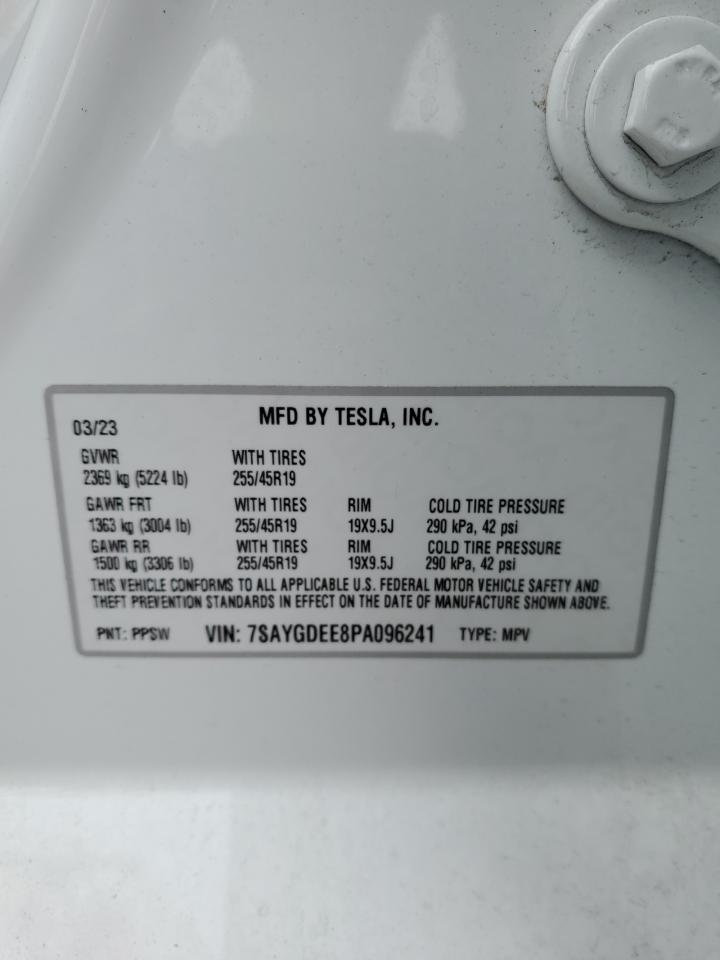 MFD BY TESLA, INC.
03/23
GVWR WITH TIRES
2369 kg (5224 lb) 255/45R19
GAWR FRT WITH TIRES RIM COLD TIRE PRESSURE
1363 kg (3004 lb) 255/45R19 19X9.5J 290 kPa, 42 psi
GAWR RR WITH TIRES RIM COLD TIRE PRESSURE
1500 kg (3306 lb) 255/45R19 19X9.5J 290 kPa, 42 psi
THIS VEHICLE CONFORMS TO ALL APPLICABLE U.S. FEDERAL MOTOR VEHICLE SAFETY AND
THEFT PREVENTION STANDARDS IN EFFECT ON THE DATE OF MANUFACTURE SHOWN ABOVE.
PNT: PPSW VIN: 7SAYGDEE8PA096241 TYPE: MPV